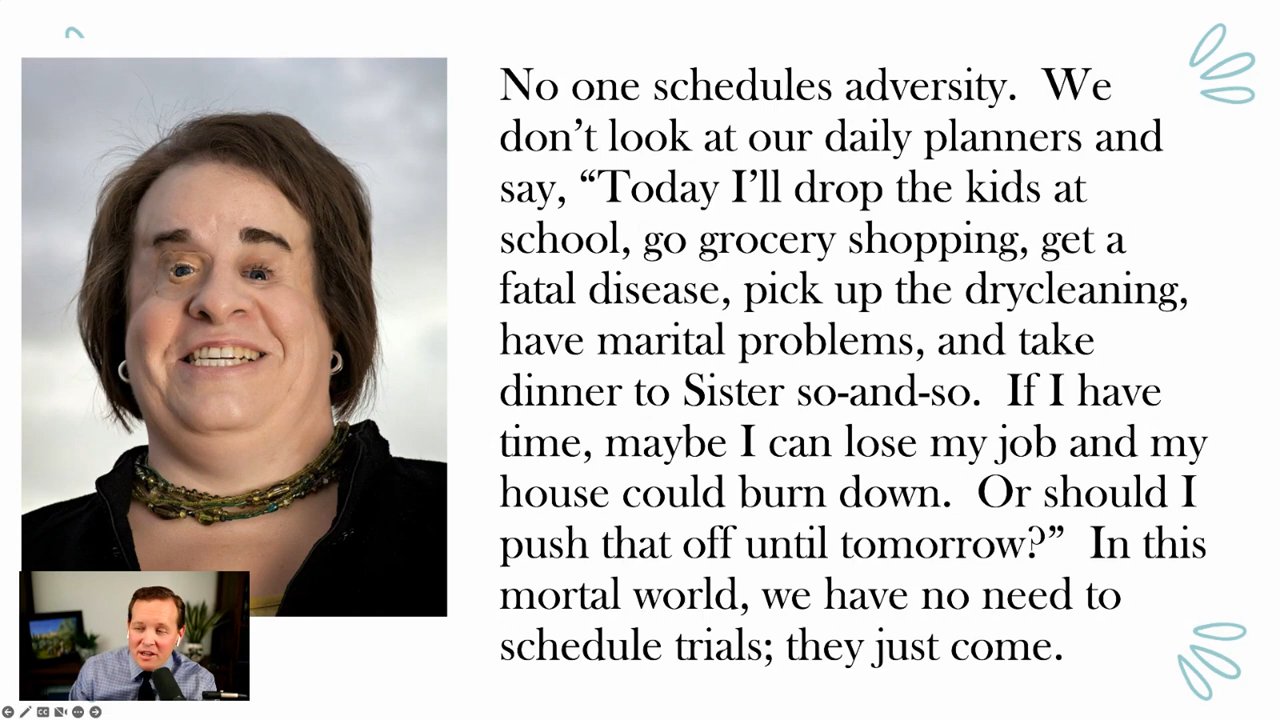 No one schedules adversity.  We
don’t look at our daily planners and
say, “Today I’ll drop the kids at
school, go grocery shopping, get a
fatal disease, pick up the drycleaning,
have marital problems, and take
dinner to Sister so-and-so.  If I have
time, maybe I can lose my job and my
house could burn down.  Or should I
push that off until tomorrow?”  In this
mortal world, we have no need to
schedule trials; they just come.